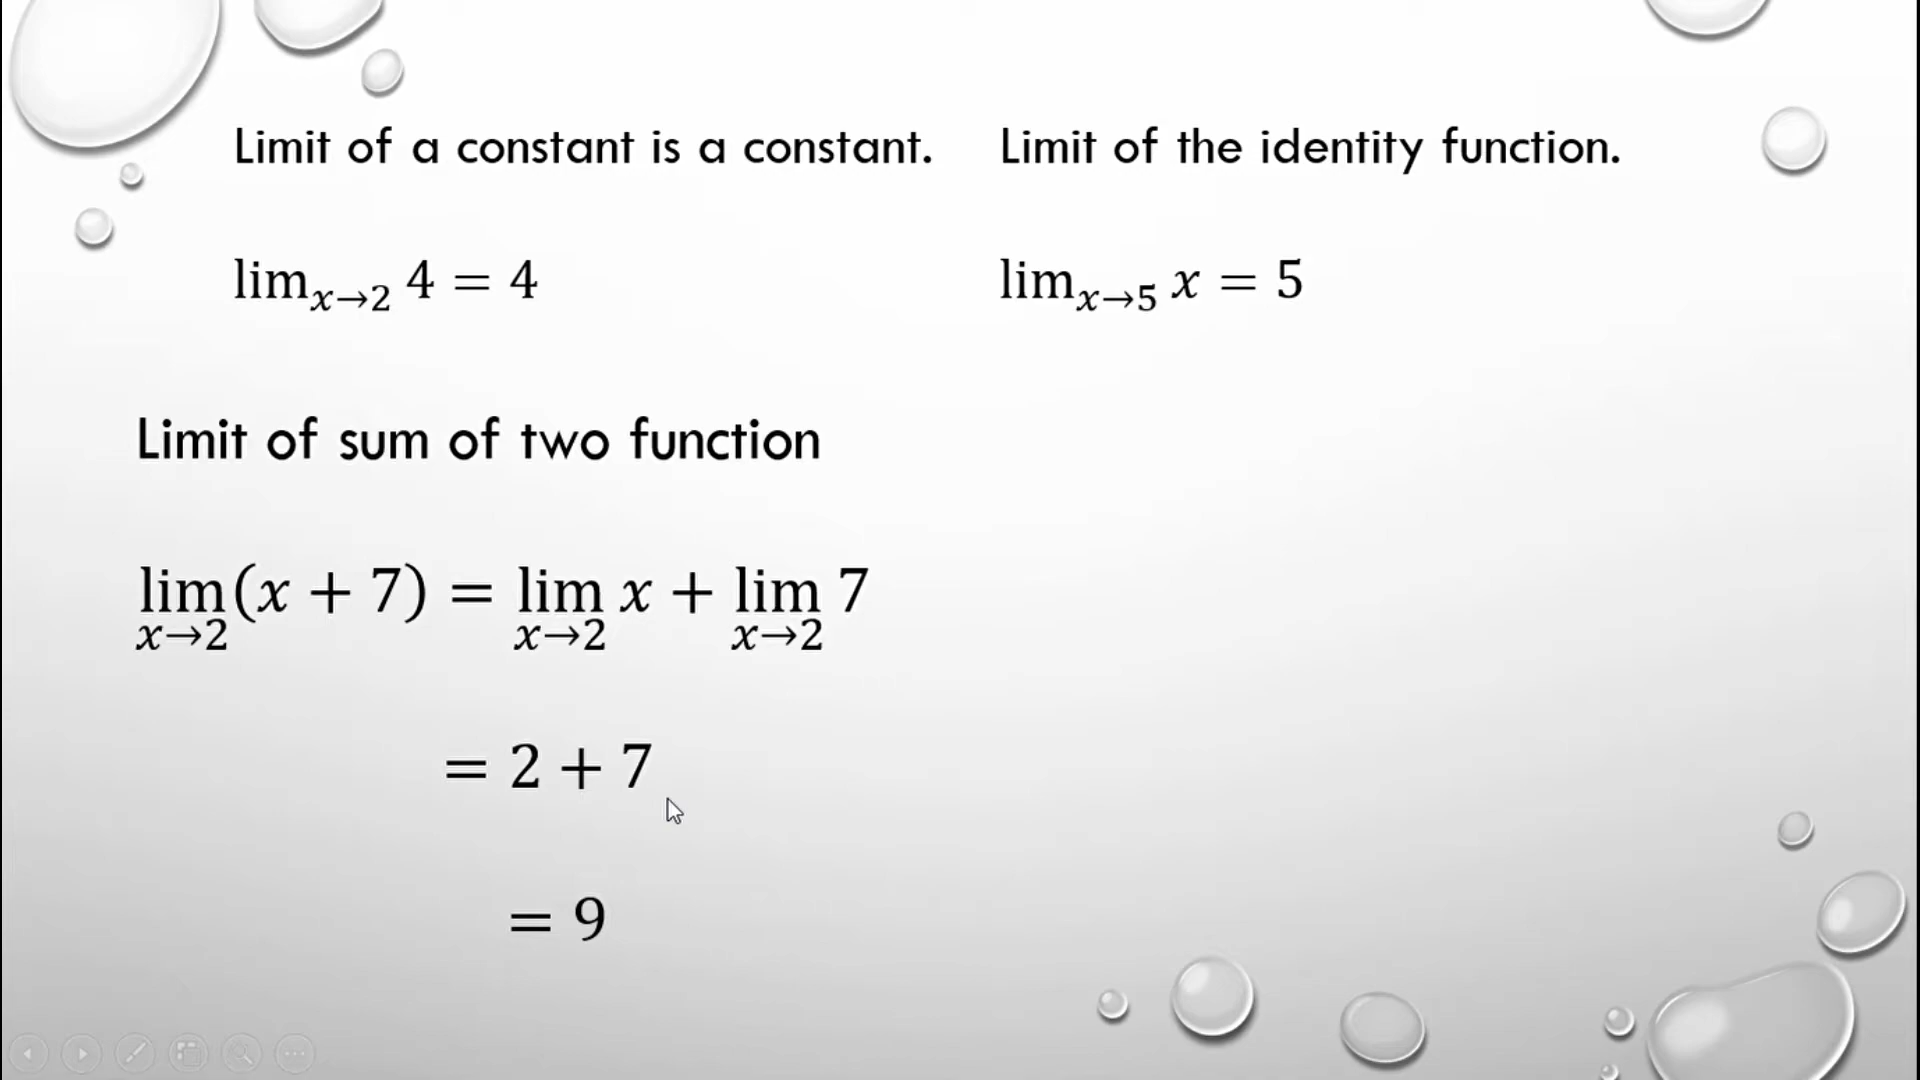 Limit of a constant is a constant.
Limit of the identity function.
lim_{x→2} 4 = 4
lim_{x→5} x = 5
Limit of sum of two function
lim_{x→2} (x + 7) = lim_{x→2} x + lim_{x→2} 7
= 2 + 7
= 9